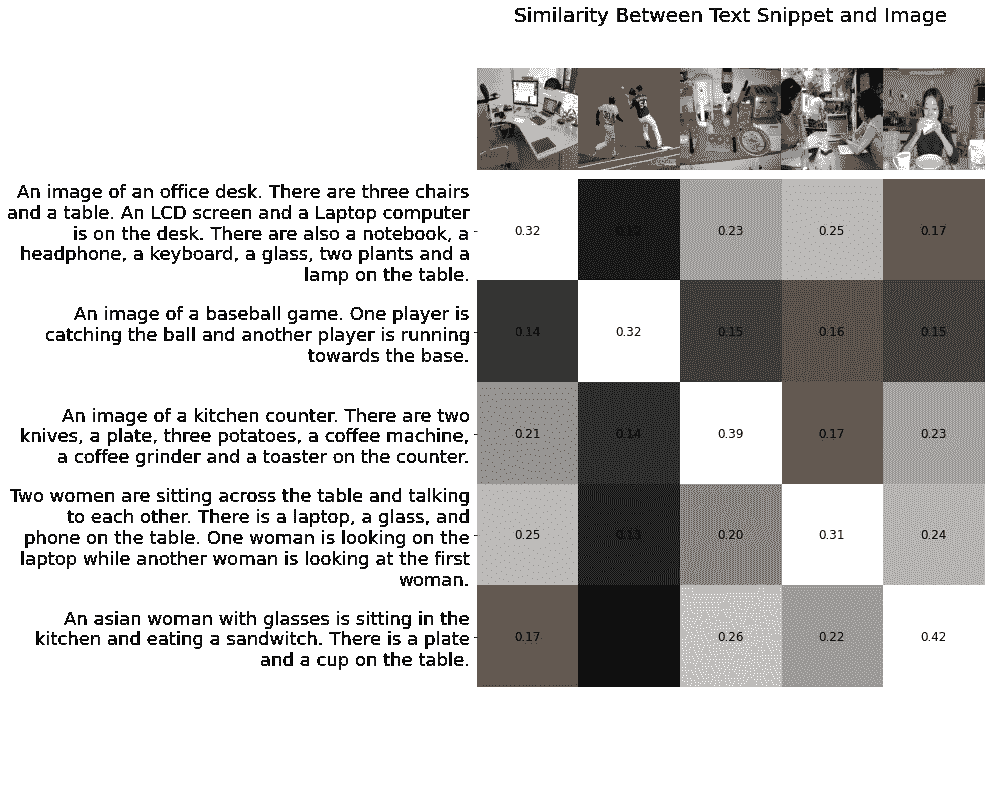 Similarity Between Text Snippet and Image
An image of an office desk. There are three chairs
and a table. An LCD screen and a Laptop computer
is on the desk. There are also a notebook, a
headphone, a keyboard, a glass, two plants and a
lamp on the table.
0.32 0.12 0.23 0.25 0.17
An image of a baseball game. One player is
catching the ball and another player is running
towards the base.
0.14 0.32 0.15 0.16 0.15
An image of a kitchen counter. There are two
knives, a plate, three potatoes, a coffee machine,
a coffee grinder and a toaster on the counter.
0.21 0.14 0.39 0.17 0.23
Two women are sitting across the table and talking
to each other. There is a laptop, a glass, and
phone on the table. One woman is looking on the
laptop while another woman is looking at the first
woman.
0.25 0.13 0.20 0.31 0.24
An asian woman with glasses is sitting in the
kitchen and eating a sandwitch. There is a plate
and a cup on the table.
0.17 0.26 0.22 0.42